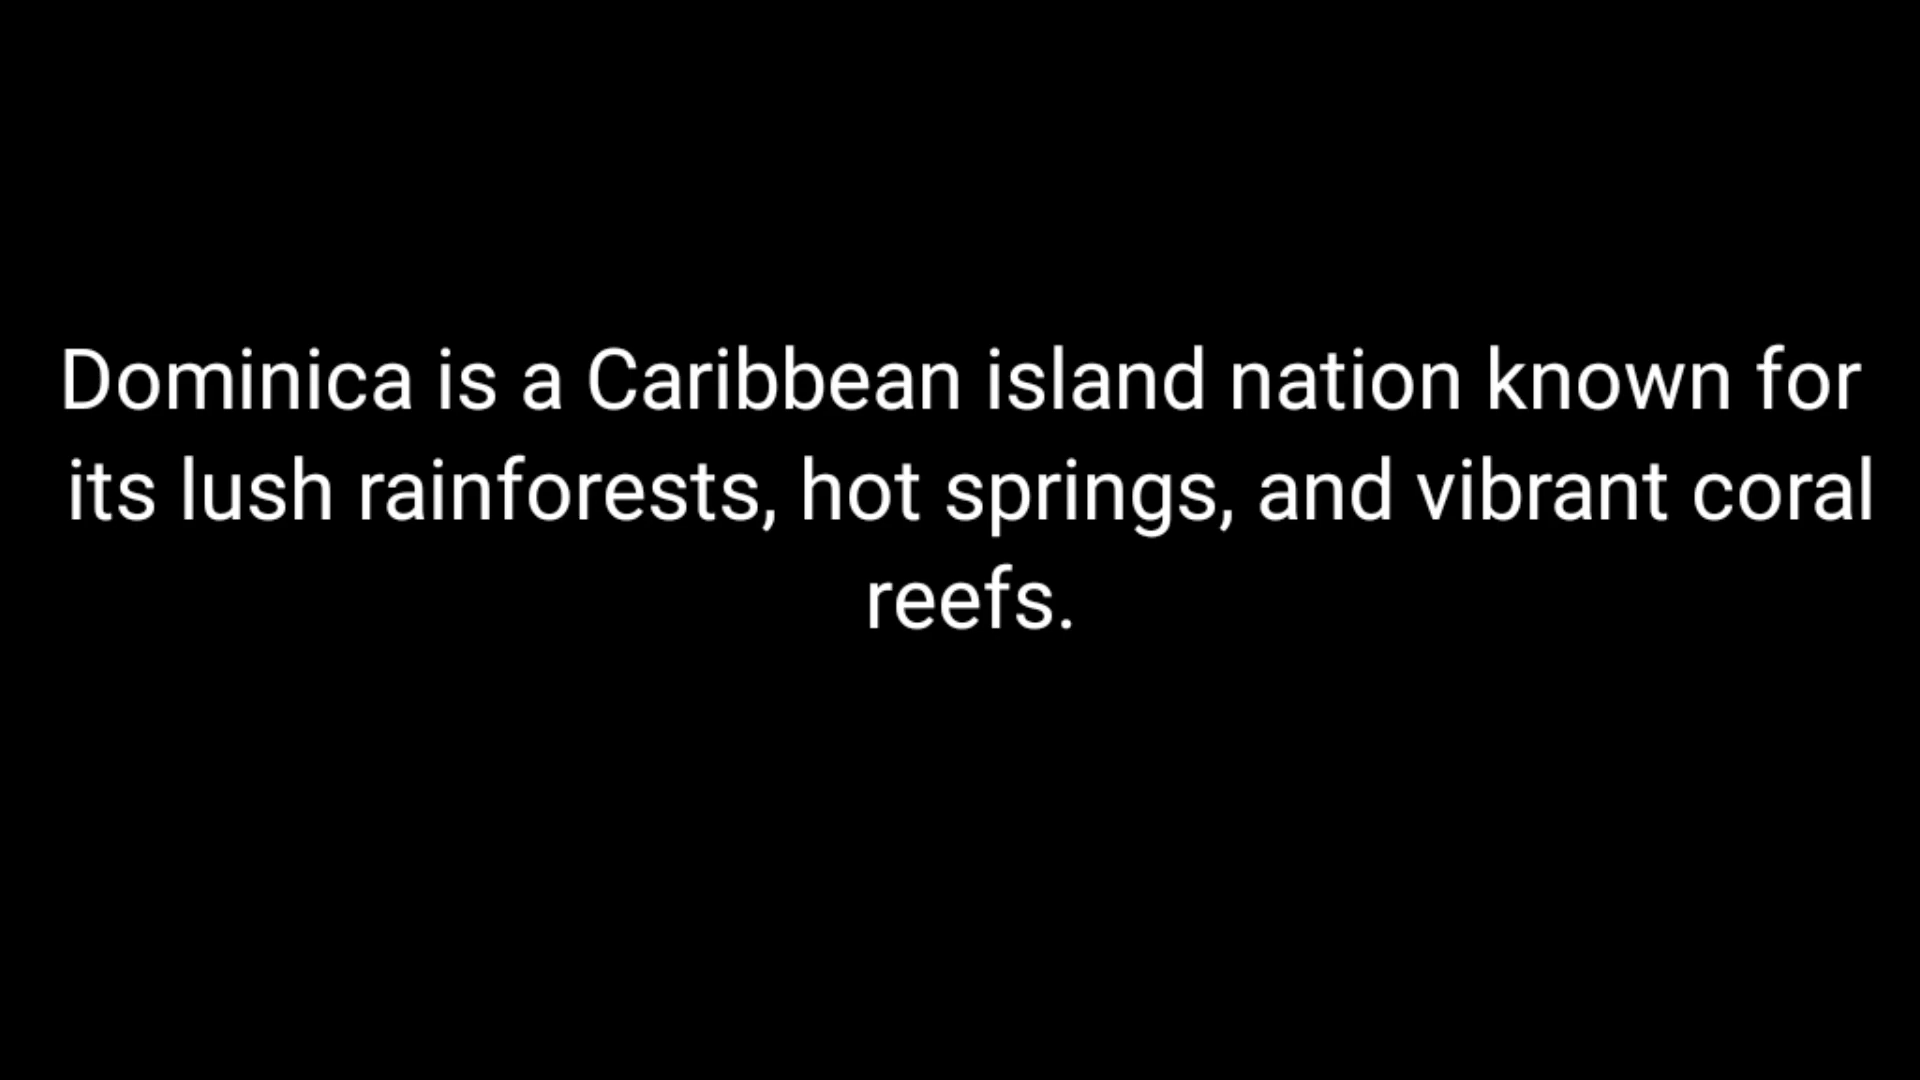 Dominica is a Caribbean island nation known for
its lush rainforests, hot springs, and vibrant coral
reefs.